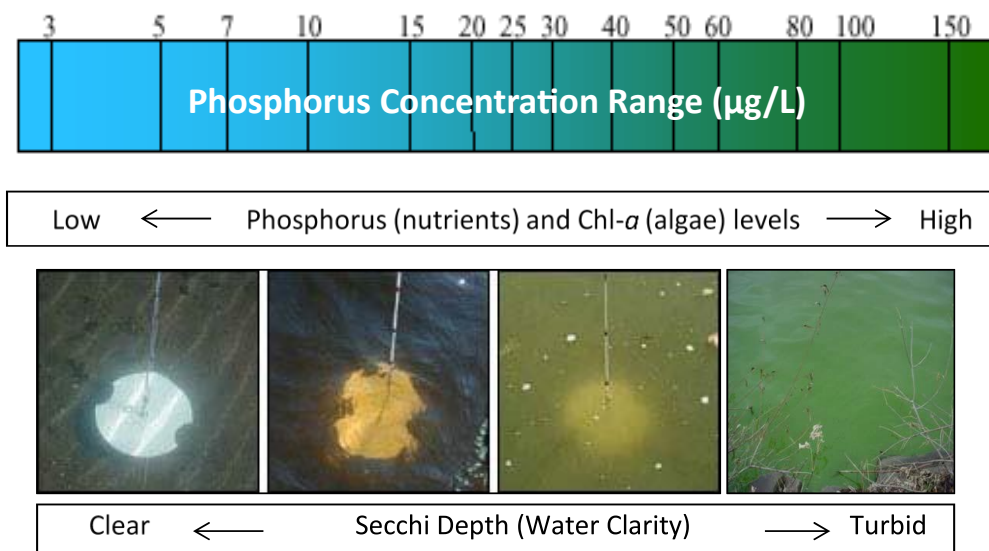 3 5 7 10 15 20 25 30 40 50 60 80 100 150
Phosphorus Concentration Range (µg/L)
Low Phosphorus (nutrients) and Chl-a (algae) levels High
Clear Secchi Depth (Water Clarity) Turbid